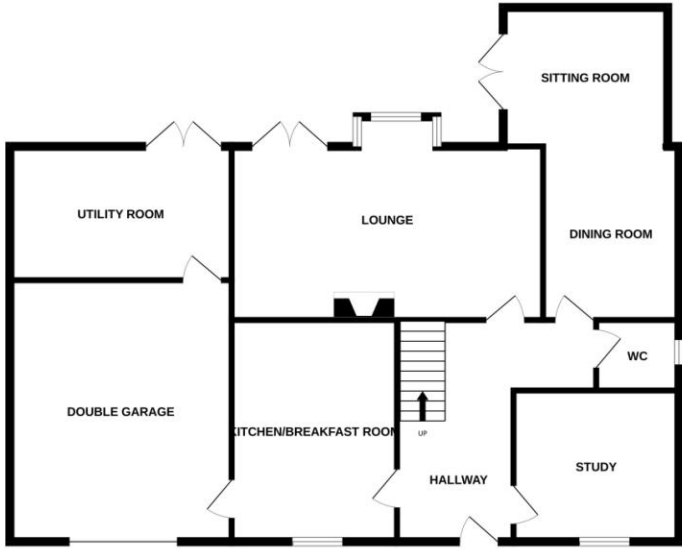 SITTING ROOM
UTILITY ROOM
LOUNGE
DINING ROOM
WC
DOUBLE GARAGE
KITCHEN/BREAKFAST ROOM
UP
HALLWAY
STUDY